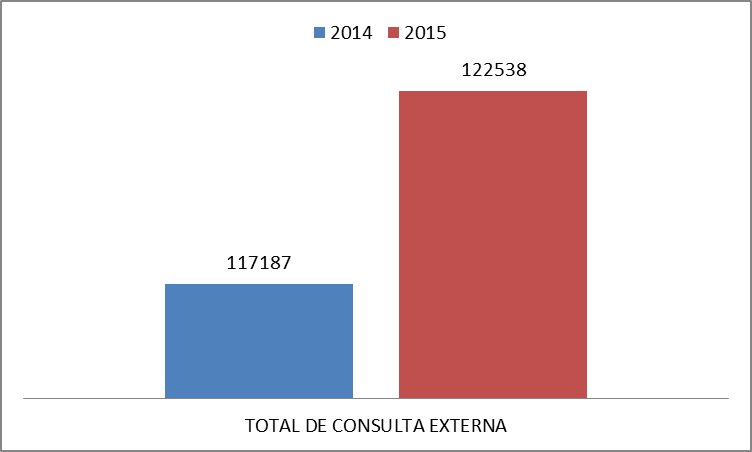 2014 2015
122538
117187
TOTAL DE CONSULTA EXTERNA